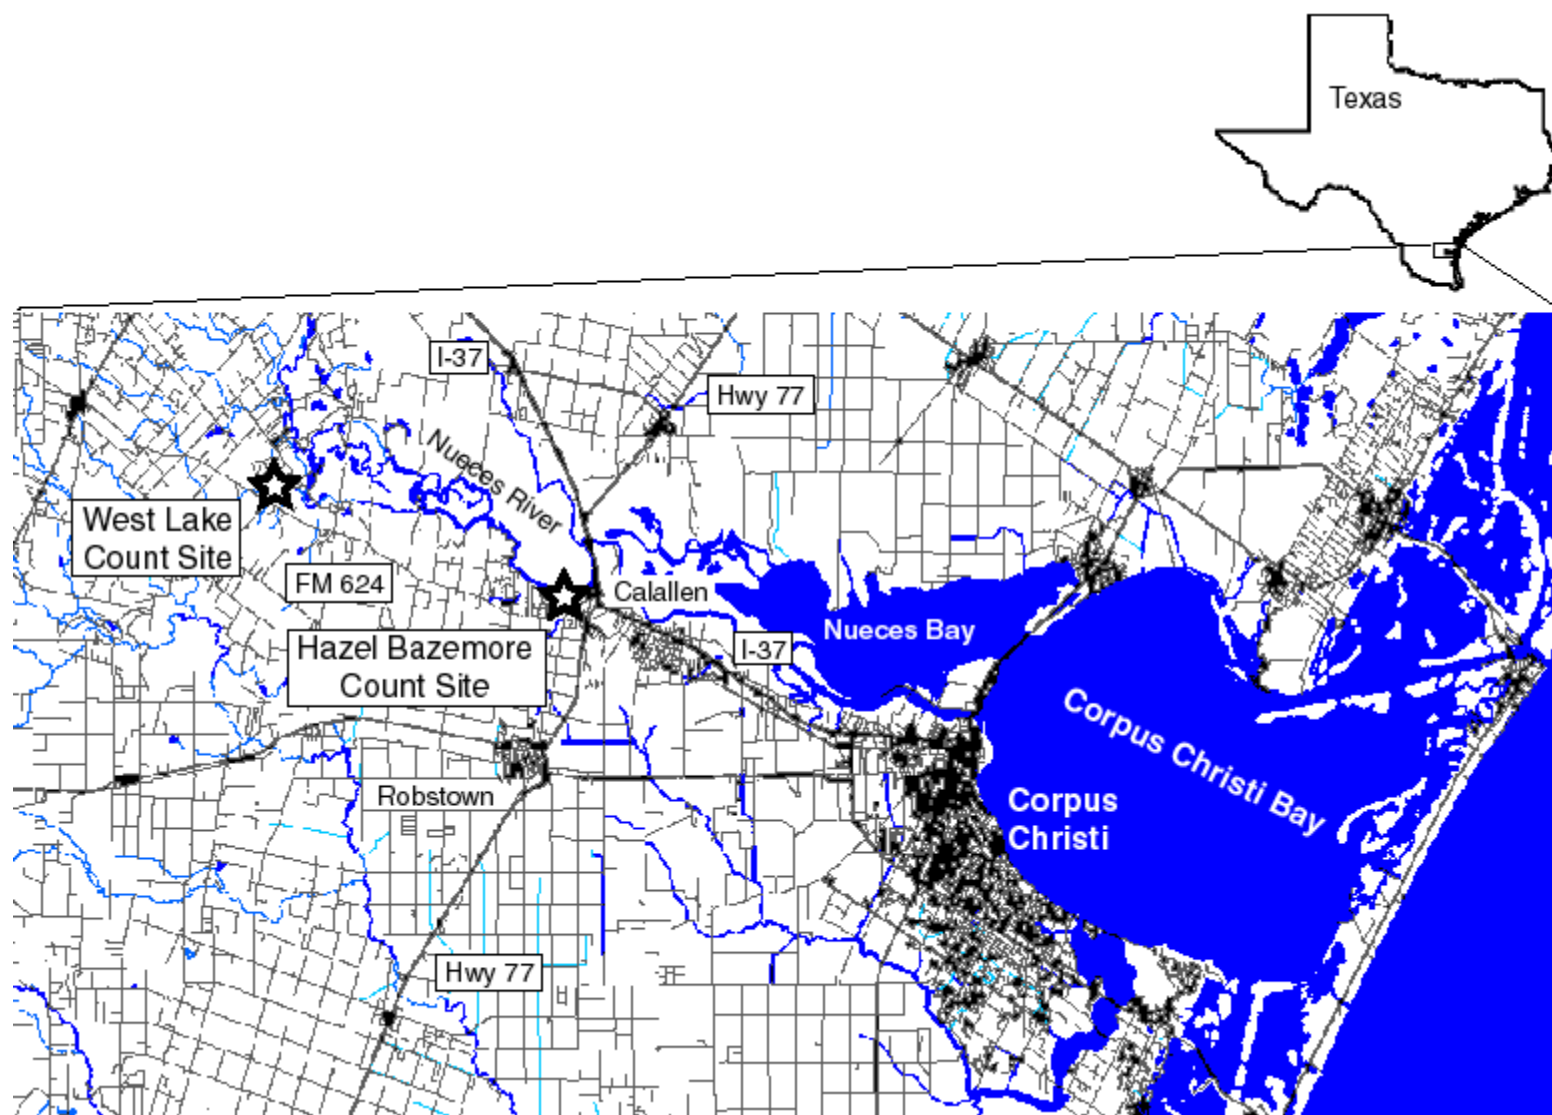 Texas
I-37
Hwy 77
Nueces River
West Lake
Count Site
FM 624
Calallen
Hazel Bazemore
Count Site
I-37
Nueces Bay
Corpus Christi Bay
Robstown
Corpus
Christi
Hwy 77